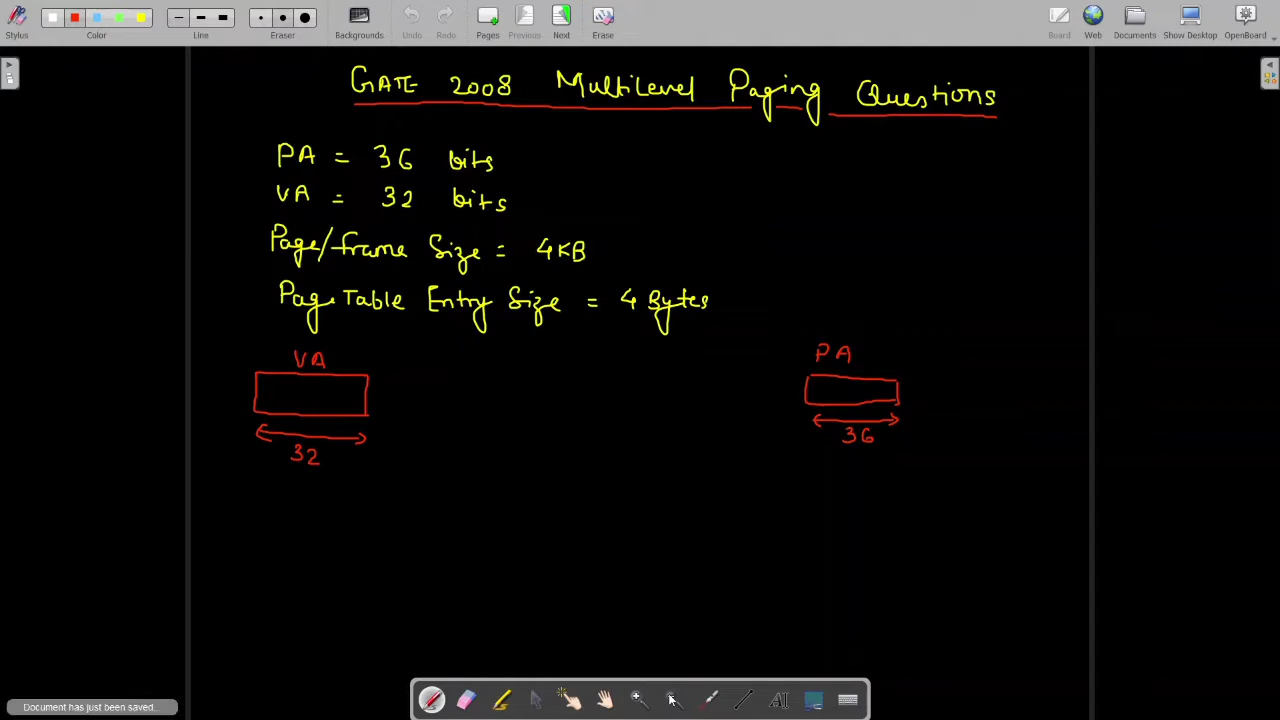 Stylus
Color
Line
Eraser
Backgrounds
Undo
Redo
Pages
Previous
Next
Erase
Board
Web
Documents
Show Desktop
OpenBoard
GATE 2008 Multilevel Paging Questions
PA = 36 bits
VA = 32 bits
Page/frame Size = 4KB
Page Table Entry Size = 4 Bytes
VA
PA
36
32
Document has just been saved...
AI